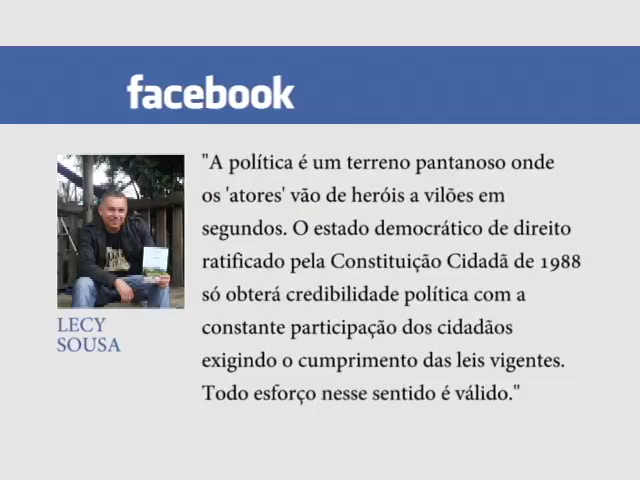 facebook
"A política é um terreno pantanoso onde
os 'atores' vão de heróis a vilões em
segundos. O estado democrático de direito
ratificado pela Constituição Cidadã de 1988
só obterá credibilidade política com a
constante participação dos cidadãos
exigindo o cumprimento das leis vigentes.
Todo esforço nesse sentido é válido."
LECY
SOUSA